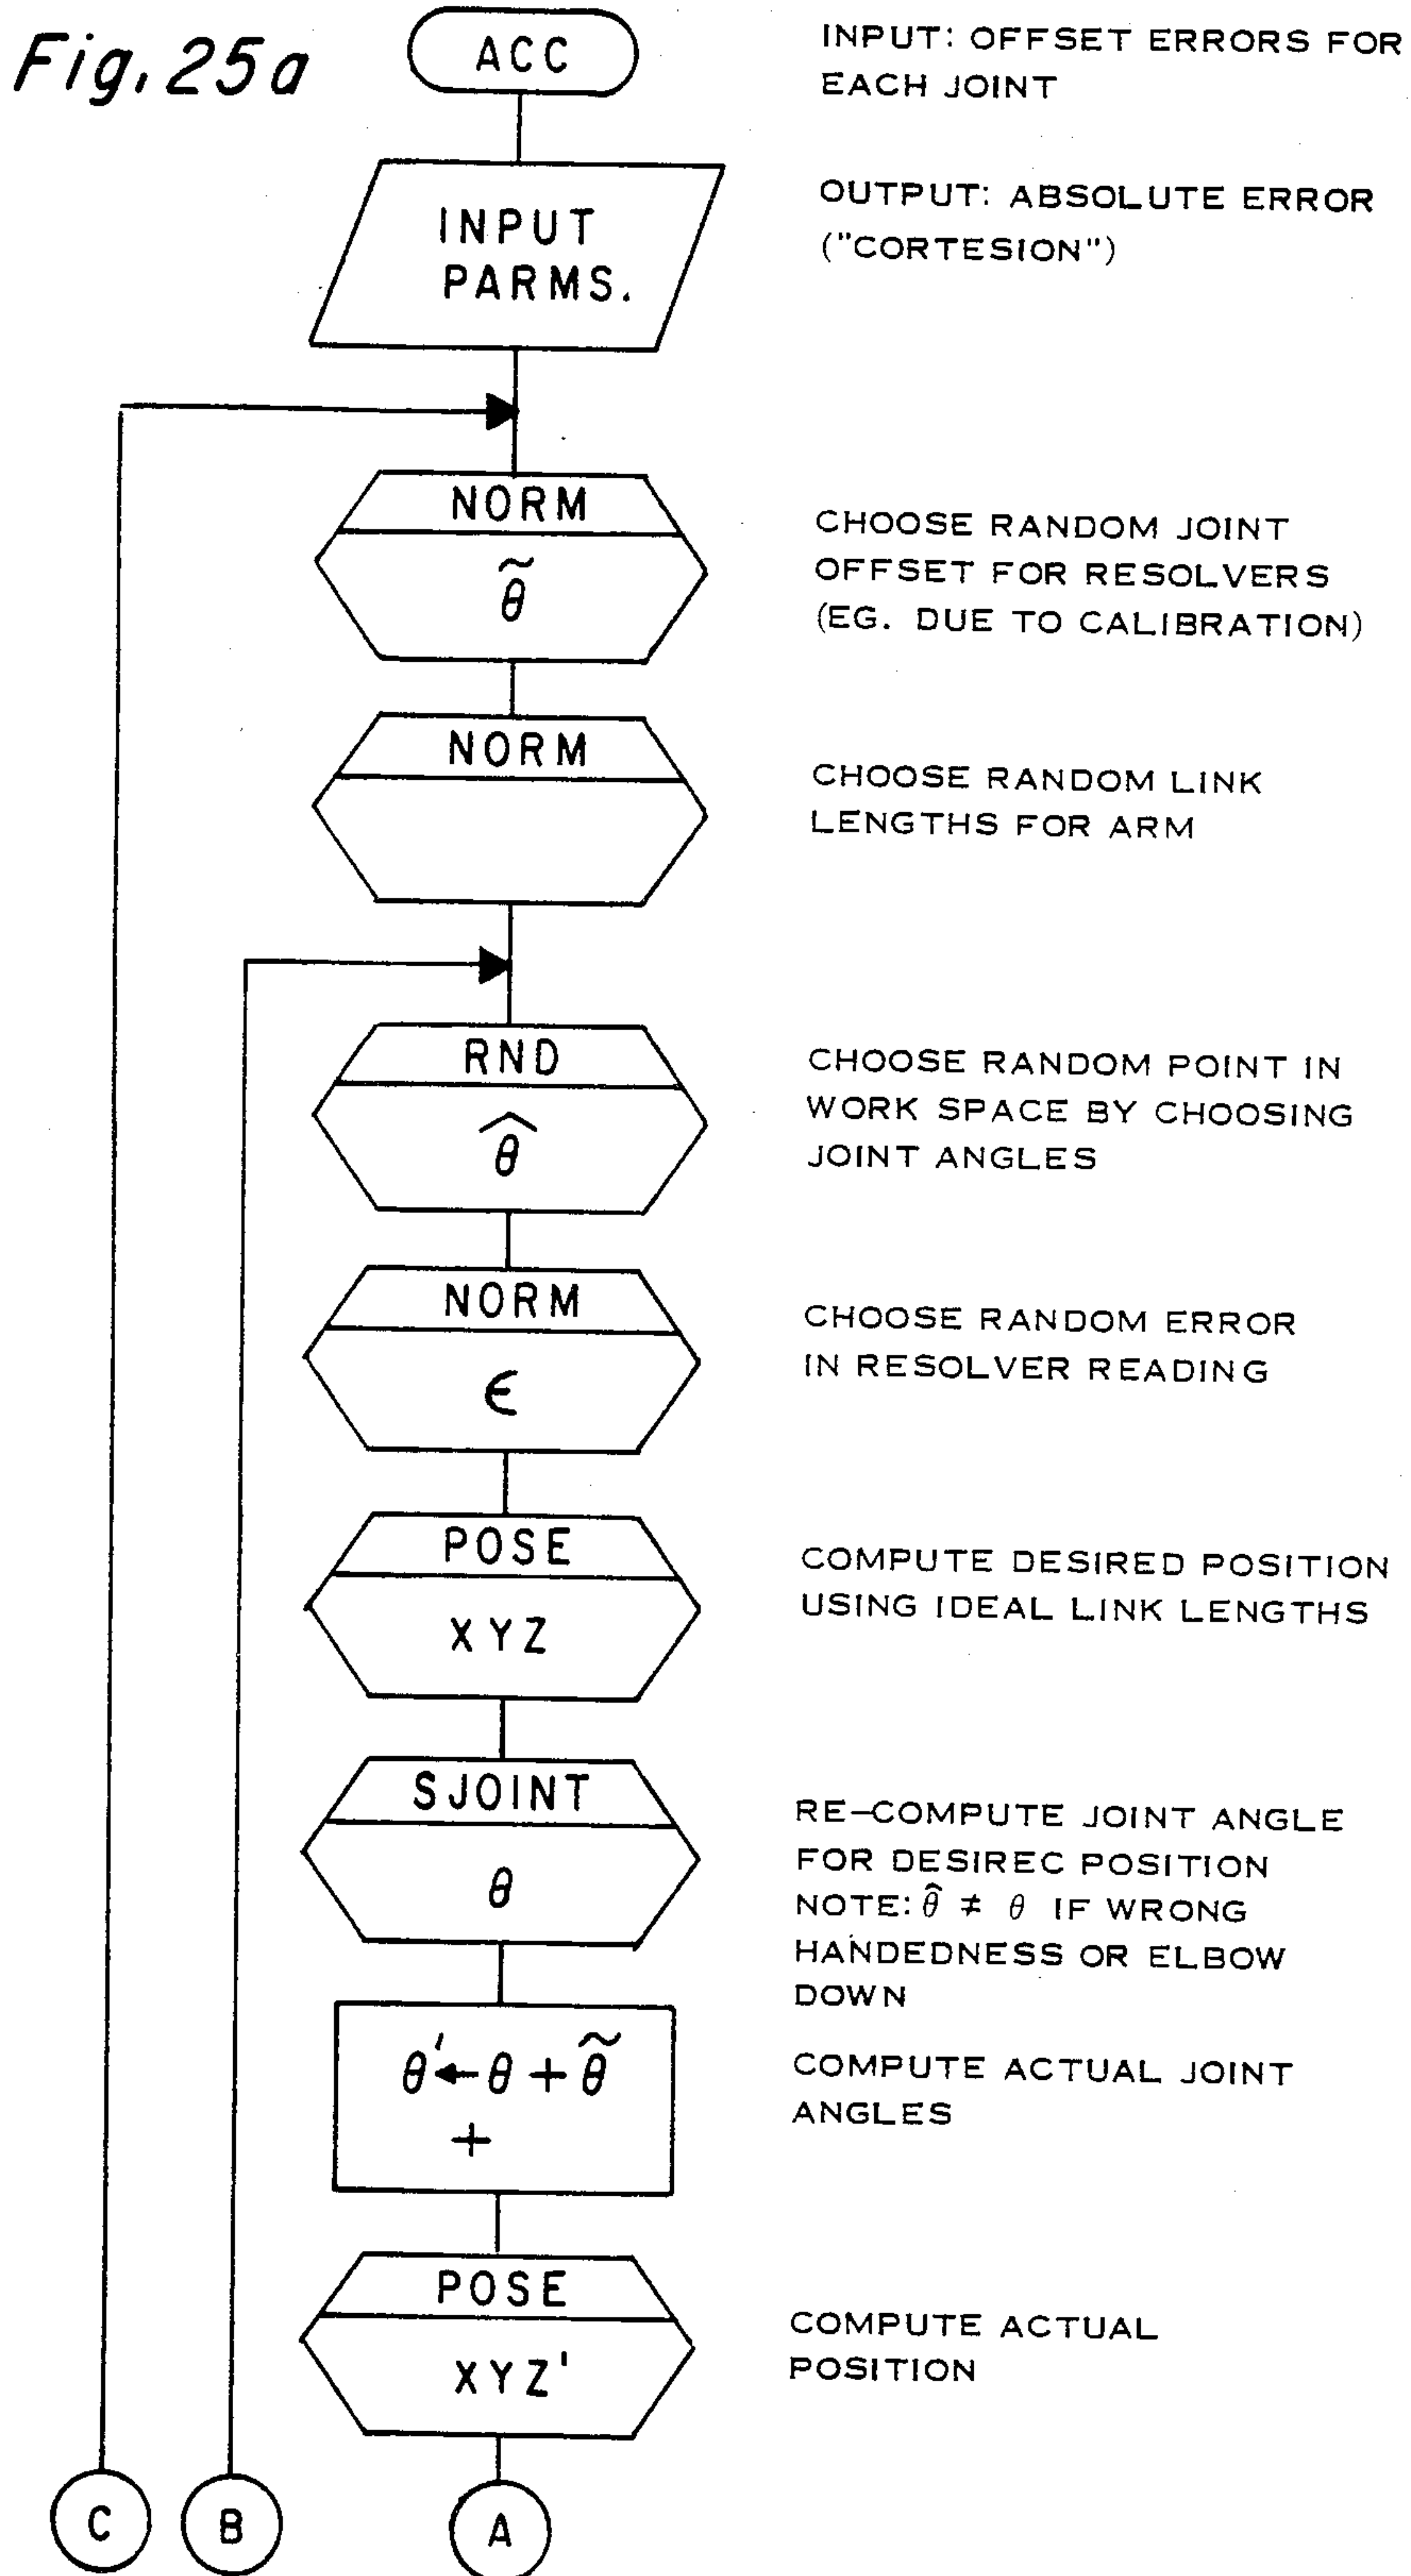 Fig. 25a
ACC
INPUT: OFFSET ERRORS FOR
EACH JOINT
INPUT
PARMS.
OUTPUT: ABSOLUTE ERROR
("CORTESION")
NORM
θ̃
CHOOSE RANDOM JOINT
OFFSET FOR RESOLVERS
(EG. DUE TO CALIBRATION)
NORM
CHOOSE RANDOM LINK
LENGTHS FOR ARM
RND
θ̂
CHOOSE RANDOM POINT IN
WORK SPACE BY CHOOSING
JOINT ANGLES
NORM
ϵ
CHOOSE RANDOM ERROR
IN RESOLVER READING
POSE
XYZ
COMPUTE DESIRED POSITION
USING IDEAL LINK LENGTHS
SJOINT
θ
RE-COMPUTE JOINT ANGLE
FOR DESIREC POSITION
NOTE: θ̂ ≠ θ IF WRONG
HANDEDNESS OR ELBOW
DOWN
θ′←θ + θ̃
+
COMPUTE ACTUAL JOINT
ANGLES
POSE
XYZ'
COMPUTE ACTUAL
POSITION
C
B
A